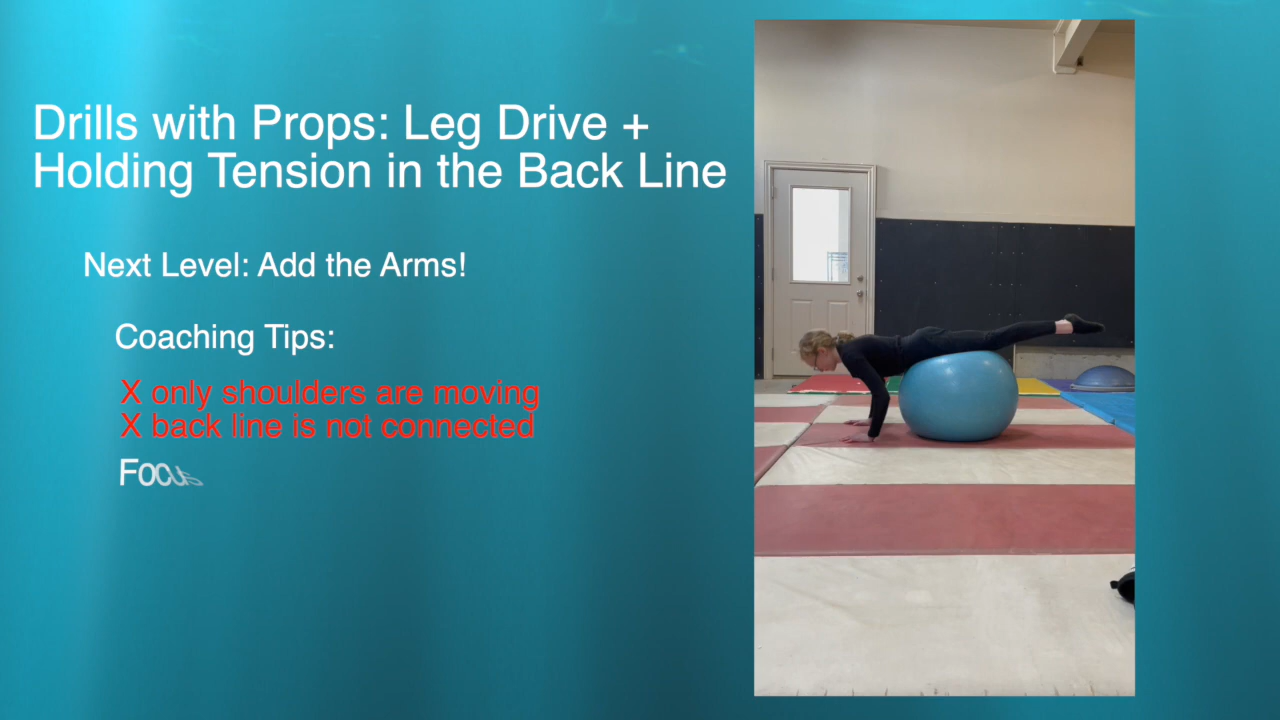 Drills with Props: Leg Drive +
Holding Tension in the Back Line
Next Level: Add the Arms!
Coaching Tips:
X only shoulders are moving
X back line is not connected
Focus